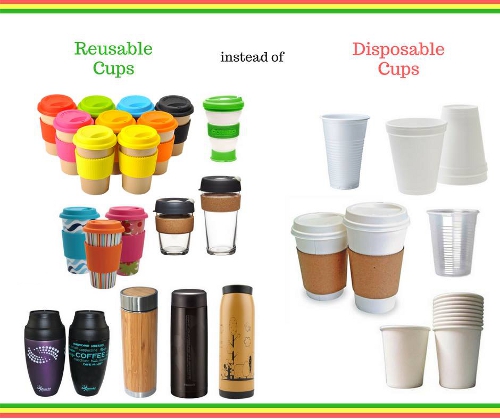 Reusable
Cups
instead of
Disposable
Cups
COFFEE